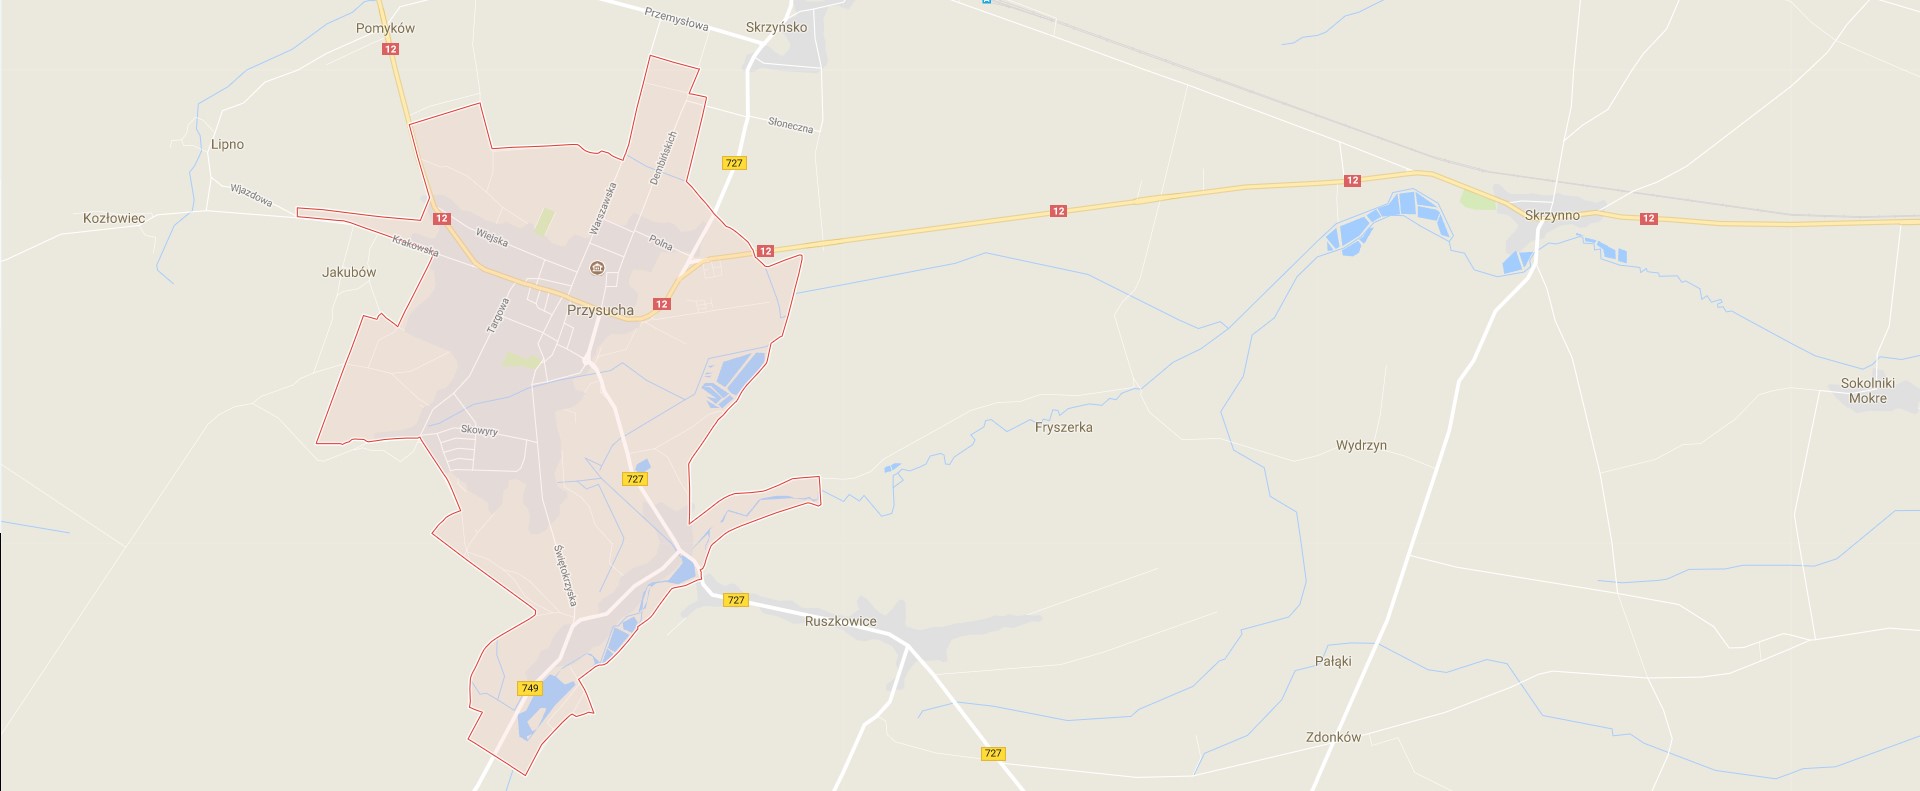 Przemysłowa
Skrzyńsko
Pomyków
12
Słoneczna
Lipno
Dembińskich
727
12
Wjazdowa
Warszawska
Kozłowiec
12
12
Skrzynno
12
Wiejska
Polna
Krakowska
12
Jakubów
Targowa
Przysucha
12
Sokolniki
Mokre
Skowyry
Fryszerka
Wydrzyn
727
Świętokrzyska
727
Ruszkowice
Pałąki
749
Zdonków
727